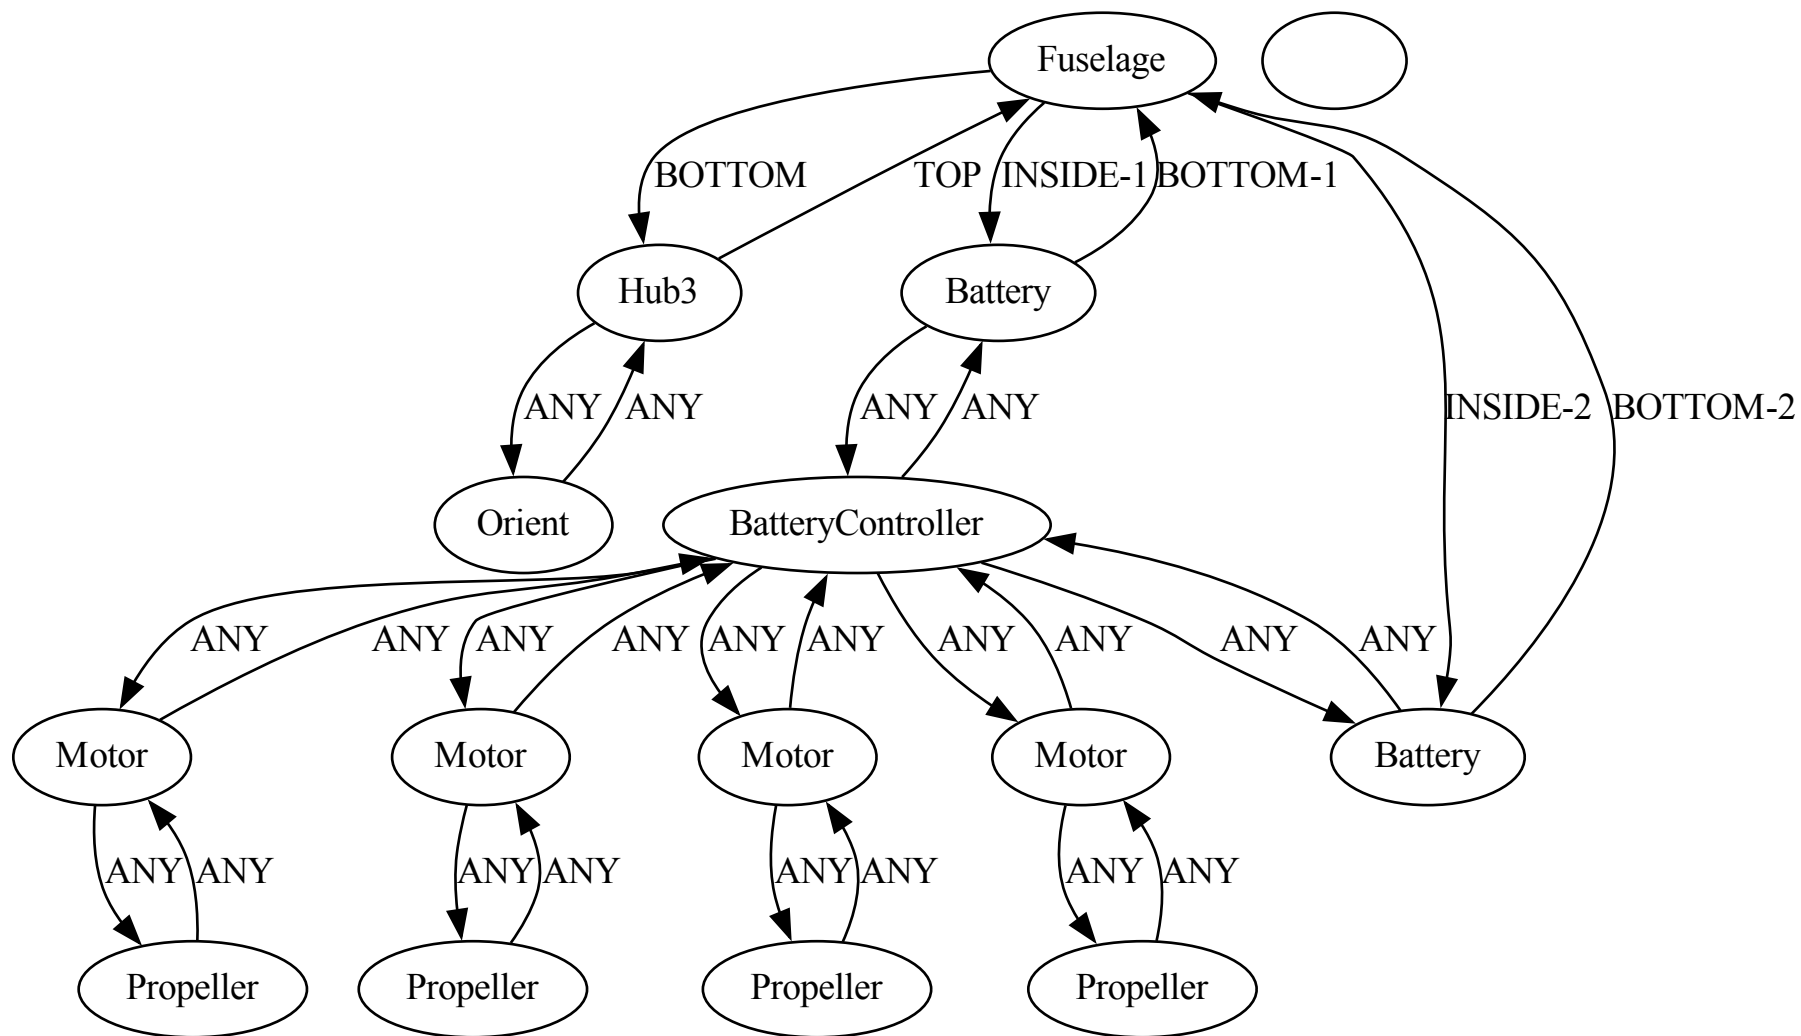 Fuselage
BOTTOM
TOP
INSIDE-1
BOTTOM-1
Hub3
Battery
ANY
ANY
ANY
ANY
INSIDE-2
BOTTOM-2
Orient
BatteryController
ANY
ANY
ANY
ANY
ANY
ANY
ANY
ANY
ANY
ANY
Motor
Motor
Motor
Motor
Battery
ANY
ANY
ANY
ANY
ANY
ANY
ANY
ANY
Propeller
Propeller
Propeller
Propeller